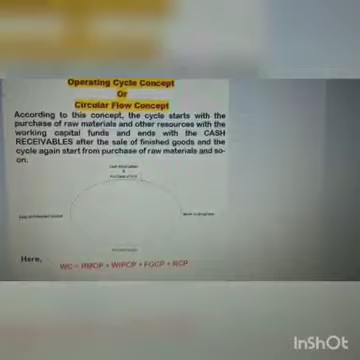 Operating Cycle Concept
Or
Circular Flow Concept
According to this concept, the cycle starts with the
purchase of raw materials and other resources with the
working capital funds and ends with the CASH
RECEIVABLES after the sale of finished goods and the
cycle again start from purchase of raw materials and so-
on.
Here,
WC = RMCP + WIPCP + FGCP + RCP
InShOt